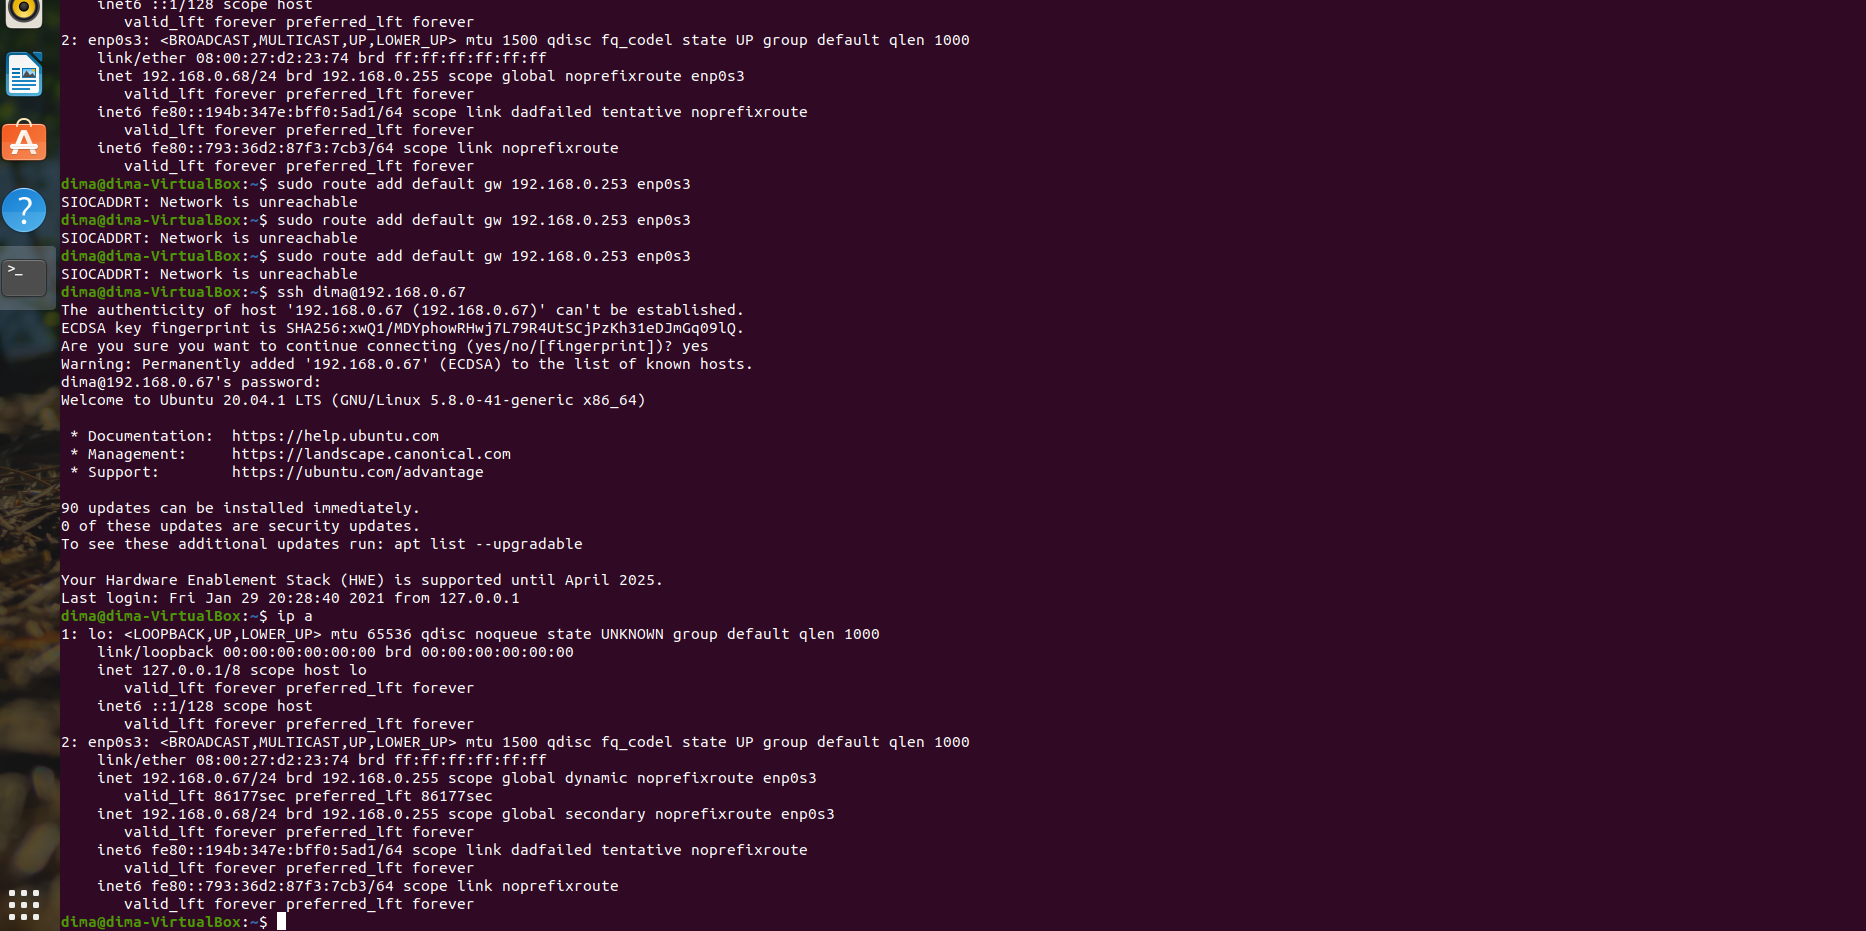 inet6 ::1/128 scope host
valid_lft forever preferred_lft forever
2: enp0s3: <BROADCAST,MULTICAST,UP,LOWER_UP> mtu 1500 qdisc fq_codel state UP group default qlen 1000
link/ether 08:00:27:d2:23:74 brd ff:ff:ff:ff:ff:ff
inet 192.168.0.68/24 brd 192.168.0.255 scope global noprefixroute enp0s3
valid_lft forever preferred_lft forever
inet6 fe80::194b:347e:bff0:5ad1/64 scope link dadfailed tentative noprefixroute
valid_lft forever preferred_lft forever
inet6 fe80::793:36d2:87f3:7cb3/64 scope link noprefixroute
valid_lft forever preferred_lft forever
dima@dima-VirtualBox:~$ sudo route add default gw 192.168.0.253 enp0s3
SIOCADDRT: Network is unreachable
dima@dima-VirtualBox:~$ sudo route add default gw 192.168.0.253 enp0s3
SIOCADDRT: Network is unreachable
dima@dima-VirtualBox:~$ sudo route add default gw 192.168.0.253 enp0s3
SIOCADDRT: Network is unreachable
dima@dima-VirtualBox:~$ ssh dima@192.168.0.67
The authenticity of host '192.168.0.67 (192.168.0.67)' can't be established.
ECDSA key fingerprint is SHA256:xwQ1/MDYphowRHwj7L79R4UtSCjPzKh31eDJmGq09lQ.
Are you sure you want to continue connecting (yes/no/[fingerprint])? yes
Warning: Permanently added '192.168.0.67' (ECDSA) to the list of known hosts.
dima@192.168.0.67's password:
Welcome to Ubuntu 20.04.1 LTS (GNU/Linux 5.8.0-41-generic x86_64)
* Documentation:  https://help.ubuntu.com
* Management:     https://landscape.canonical.com
* Support:        https://ubuntu.com/advantage
90 updates can be installed immediately.
0 of these updates are security updates.
To see these additional updates run: apt list --upgradable
Your Hardware Enablement Stack (HWE) is supported until April 2025.
Last login: Fri Jan 29 20:28:40 2021 from 127.0.0.1
dima@dima-VirtualBox:~$ ip a
1: lo: <LOOPBACK,UP,LOWER_UP> mtu 65536 qdisc noqueue state UNKNOWN group default qlen 1000
link/loopback 00:00:00:00:00:00 brd 00:00:00:00:00:00
inet 127.0.0.1/8 scope host lo
valid_lft forever preferred_lft forever
inet6 ::1/128 scope host
valid_lft forever preferred_lft forever
2: enp0s3: <BROADCAST,MULTICAST,UP,LOWER_UP> mtu 1500 qdisc fq_codel state UP group default qlen 1000
link/ether 08:00:27:d2:23:74 brd ff:ff:ff:ff:ff:ff
inet 192.168.0.67/24 brd 192.168.0.255 scope global dynamic noprefixroute enp0s3
valid_lft 86177sec preferred_lft 86177sec
inet 192.168.0.68/24 brd 192.168.0.255 scope global secondary noprefixroute enp0s3
valid_lft forever preferred_lft forever
inet6 fe80::194b:347e:bff0:5ad1/64 scope link dadfailed tentative noprefixroute
valid_lft forever preferred_lft forever
inet6 fe80::793:36d2:87f3:7cb3/64 scope link noprefixroute
valid_lft forever preferred_lft forever
dima@dima-VirtualBox:~$